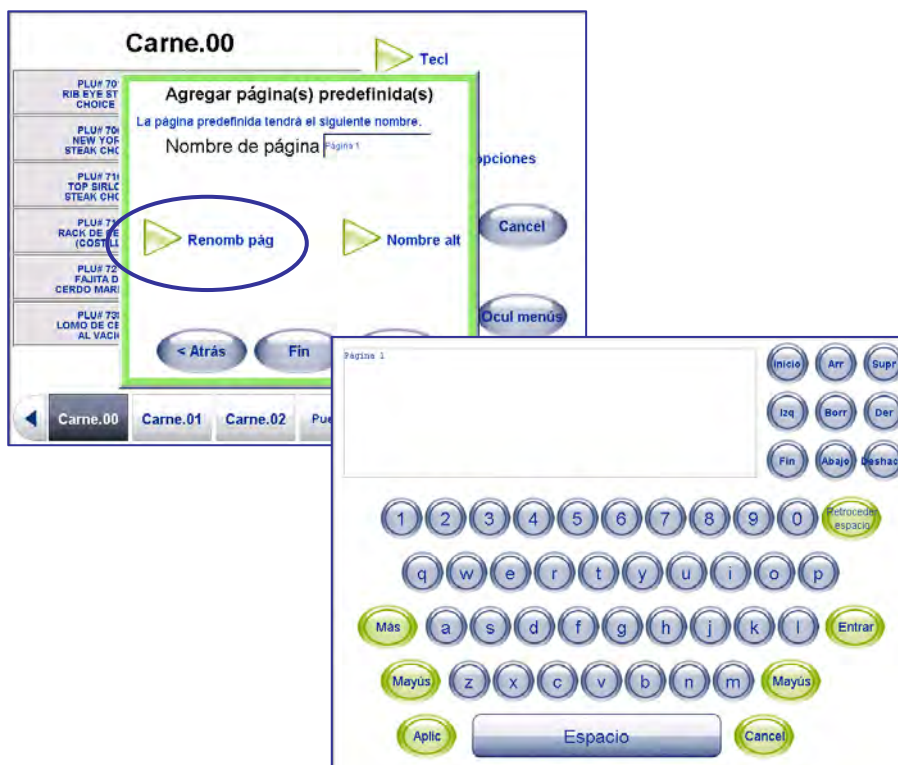 Carne.00
Tecl
PLU# 70
RIB EYE ST
CHOICE
Agregar página(s) predefinida(s)
La página predefinida tendrá el siguiente nombre.
Nombre de página Página 1
PLU# 70
NEW YOR
STEAK CHO
opciones
PLU# 71
TOP SIRLO
STEAK CHO
PLU# 71
RACK DE
(COSTILL
Renomb pág
Nombre alt
Cancel
PLU# 72
FAJITA D
CERDO MARI
PLU# 73
LOMO DE CE
AL VACI
Ocul menús
< Atrás
Fin
Carne.00
Carne.01
Carne.02
Pue
Página 1
Inicio
Arr
Supr
Izq
Borr
Der
Fin
Abajo
Deshac
1 2 3 4 5 6 7 8 9 0
Retroceder
espacio
q w e r t y u i o p
Más
a s d f g h j k l
Entrar
Mayús
z x c v b n m
Mayús
Aplic
Espacio
Cancel